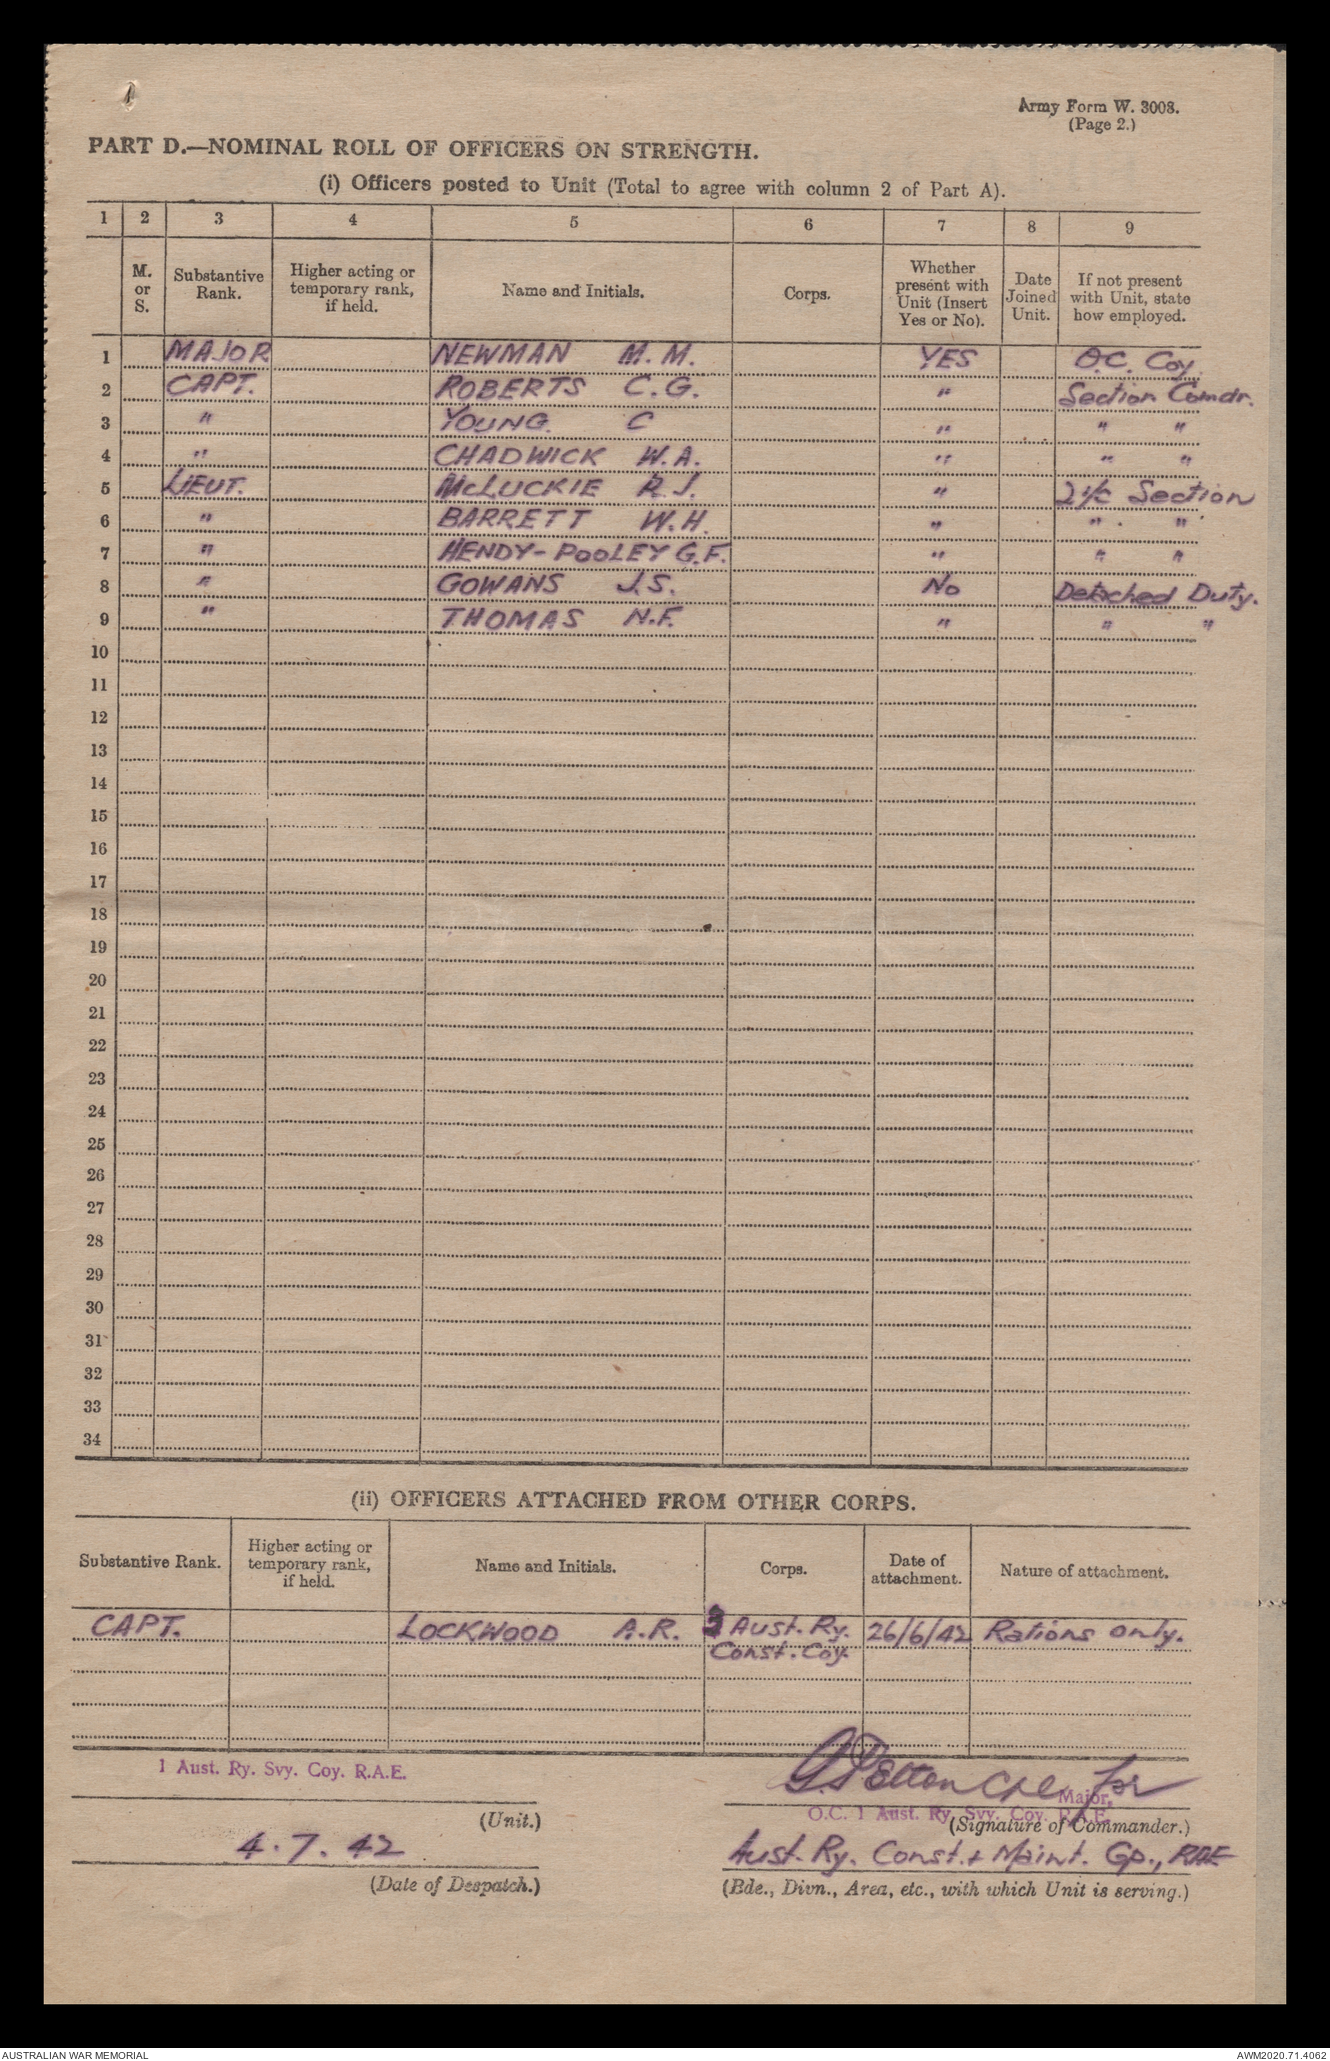 Army Form W. 3008.
(Page 2.)
PART D.—NOMINAL ROLL OF OFFICERS ON STRENGTH.
(i) Officers posted to Unit (Total to agree with column 2 of Part A).
1 2 3 4 5 6 7 8 9
M. or S. Substantive Rank. Higher acting or temporary rank, if held. Name and Initials. Corps. Whether present with Unit (Insert Yes or No). Date Joined Unit. If not present with Unit, state how employed.
1 MAJOR NEWMAN M. M. YES O.C. Coy.
2 CAPT. ROBERTS C. G. " Section Comdr.
3 " YOUNG. C " " "
4 " CHADWICK W. A. " " "
5 LIEUT. McLUCKIE R. J. " 2 i/c Section
6 " BARRETT W. H. " " "
7 " HENDY-POOLEY G. F. " " "
8 " GOWANS J. S. No Detached Duty.
9 " THOMAS N. F. " " "
10
11
12
13
14
15
16
17
18
19
20
21
22
23
24
25
26
27
28
29
30
31
32
33
34
(ii) OFFICERS ATTACHED FROM OTHER CORPS.
Substantive Rank. Higher acting or temporary rank, if held. Name and Initials. Corps. Date of attachment. Nature of attachment.
CAPT. LOCKWOOD A. R. Aust. Ry. 26/6/42 Rations only.
Const. Coy.
1 Aust. Ry. Svy. Coy. R.A.E.
(Unit.)
4. 7. 42
(Date of Despatch.)
for
Major,
O.C. 1 Aust. Ry. Svy. Coy. R.A.E.
(Signature of Commander.)
Aust. Ry. Const. & Maint. Gp., RAE
(Bde., Divn., Area, etc., with which Unit is serving.)
AUSTRALIAN WAR MEMORIAL
AWM2020.71.4062